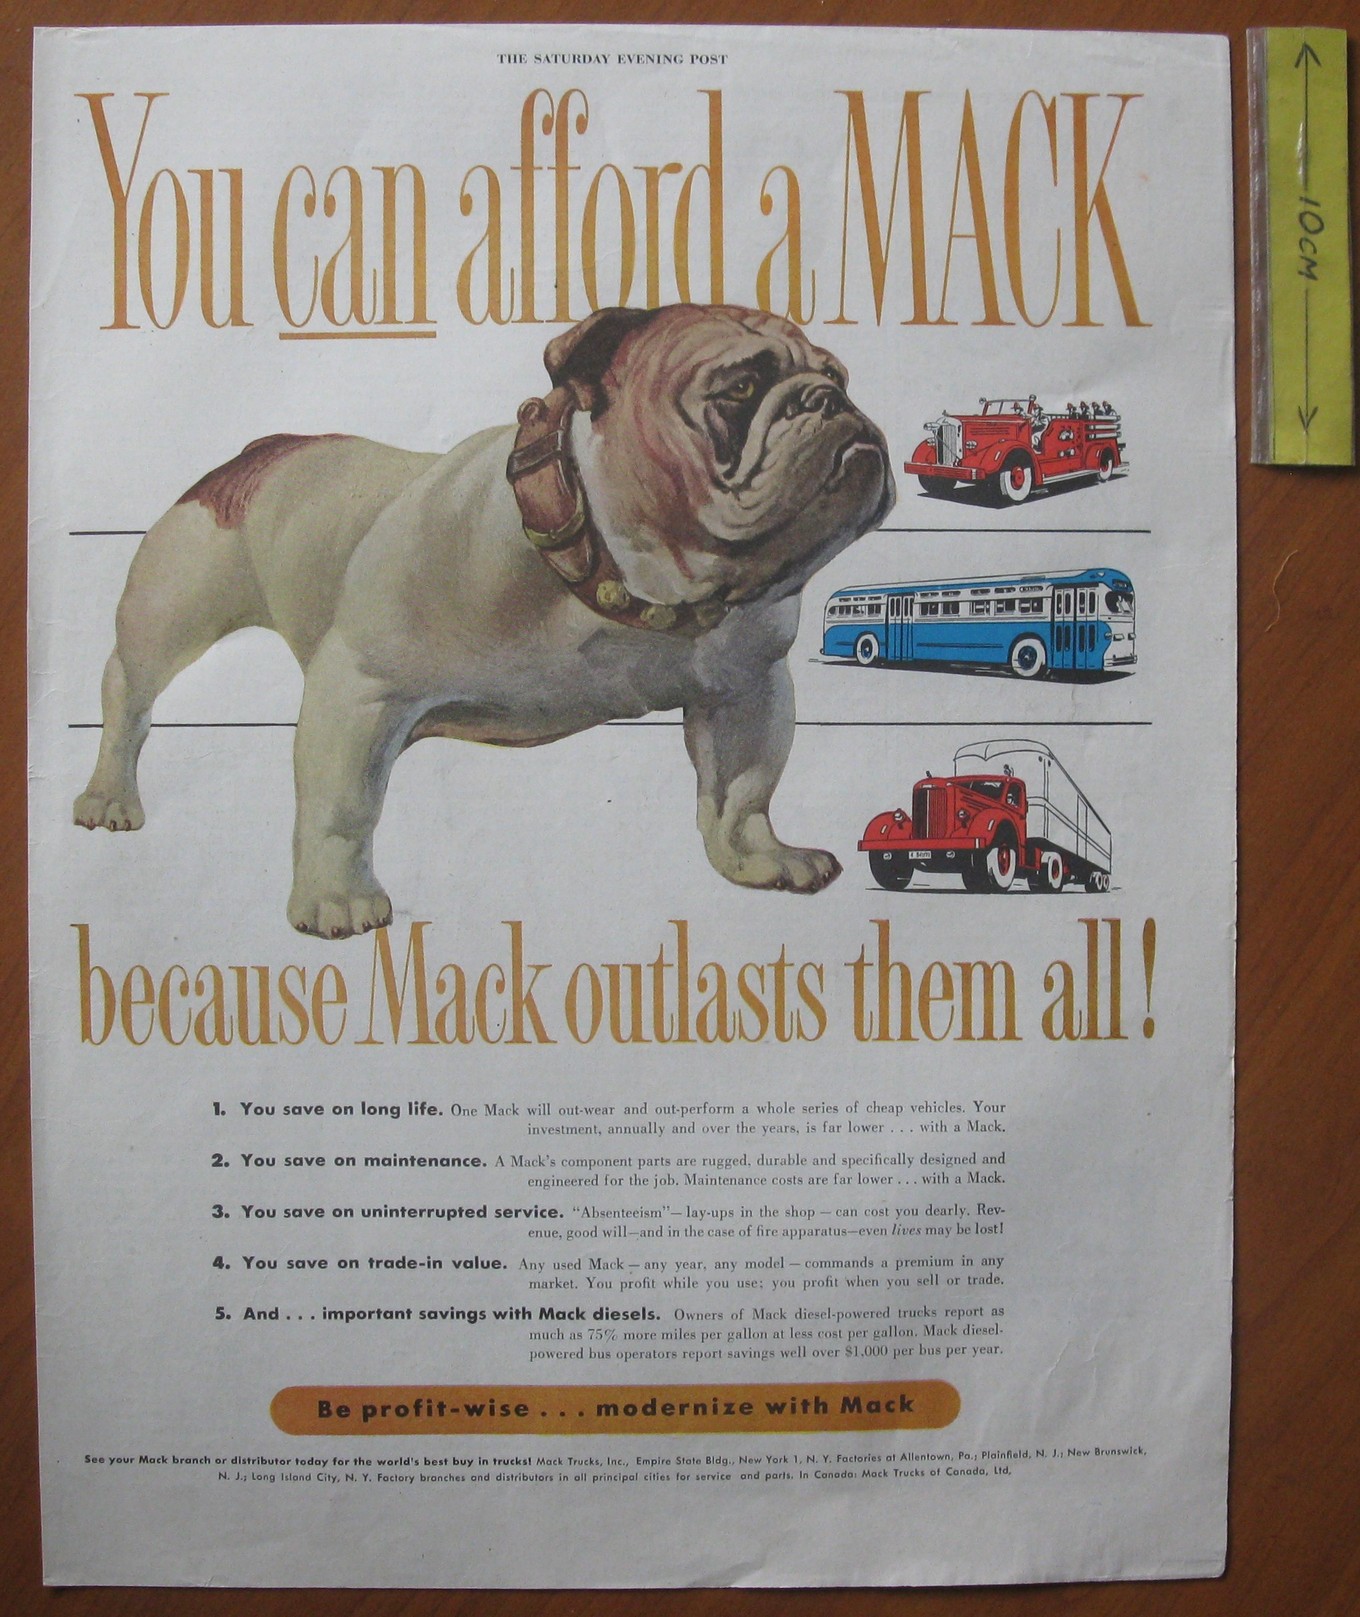 THE SATURDAY EVENING POST
You can afford a MACK
because Mack outlasts them all!
1. You save on long life. One Mack will out-wear and out-perform a whole series of cheap vehicles. Your
investment, annually and over the years, is far lower . . . with a Mack.
2. You save on maintenance. A Mack's component parts are rugged, durable and specifically designed and
engineered for the job. Maintenance costs are far lower . . . with a Mack.
3. You save on uninterrupted service. “Absenteeism”—lay-ups in the shop—can cost you dearly. Rev-
enue, good will—and in the case of fire apparatus—even lives may be lost!
4. You save on trade-in value. Any used Mack—any year, any model—commands a premium in any
market. You profit while you use; you profit when you sell or trade.
5. And . . . important savings with Mack diesels. Owners of Mack diesel-powered trucks report as
much as 75% more miles per gallon at less cost per gallon. Mack diesel-
powered bus operators report savings well over $1,000 per bus per year.
Be profit-wise . . . modernize with Mack
See your Mack branch or distributor today for the world's best buy in trucks! Mack Trucks, Inc., Empire State Bldg., New York 1, N. Y. Factories at Allentown, Pa.; Plainfield, N. J.; New Brunswick,
N. J.; Long Island City, N. Y. Factory branches and distributors in all principal cities for service and parts. In Canada: Mack Trucks of Canada, Ltd.
10CM